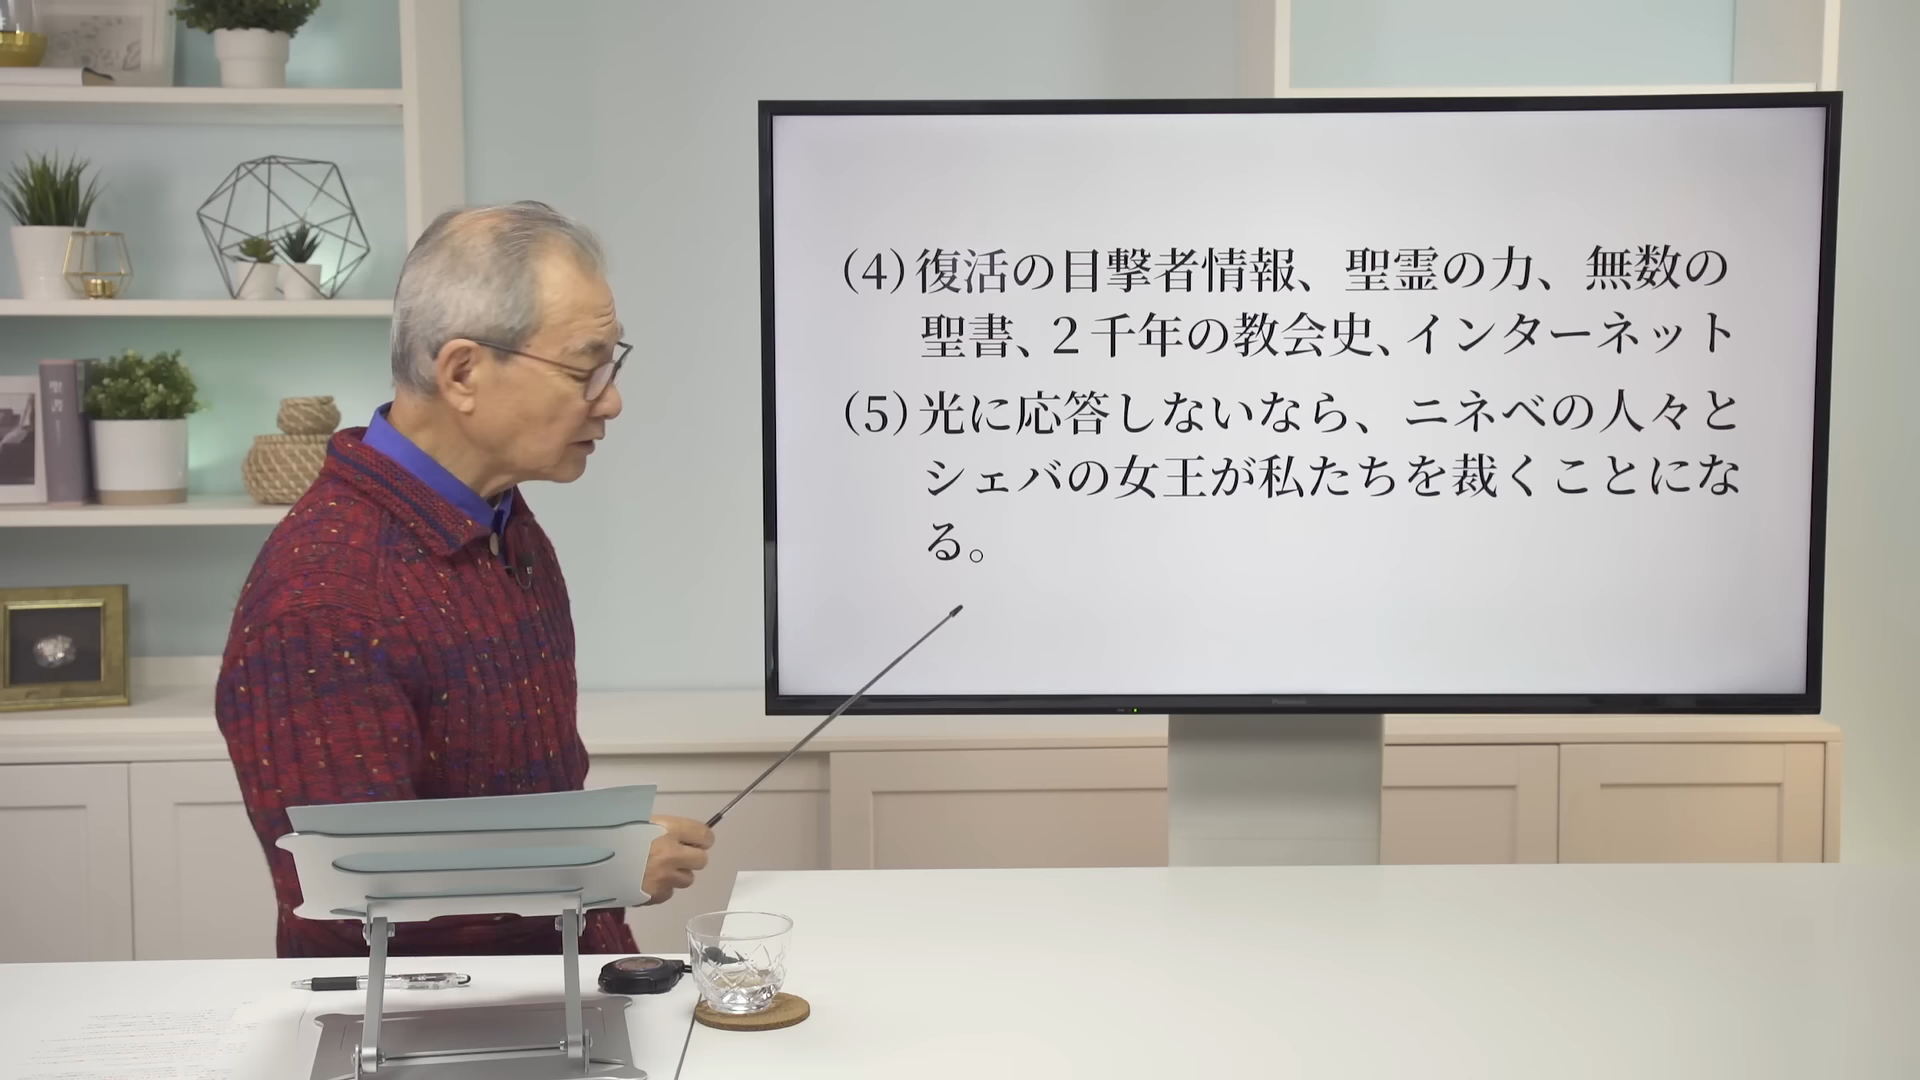 (4)復活の目撃者情報、聖霊の力、無数の
聖書、2千年の教会史、インターネット
(5)光に応答しないなら、ニネベの人々と
シェバの女王が私たちを裁くことにな
る。
聖書
Panasonic